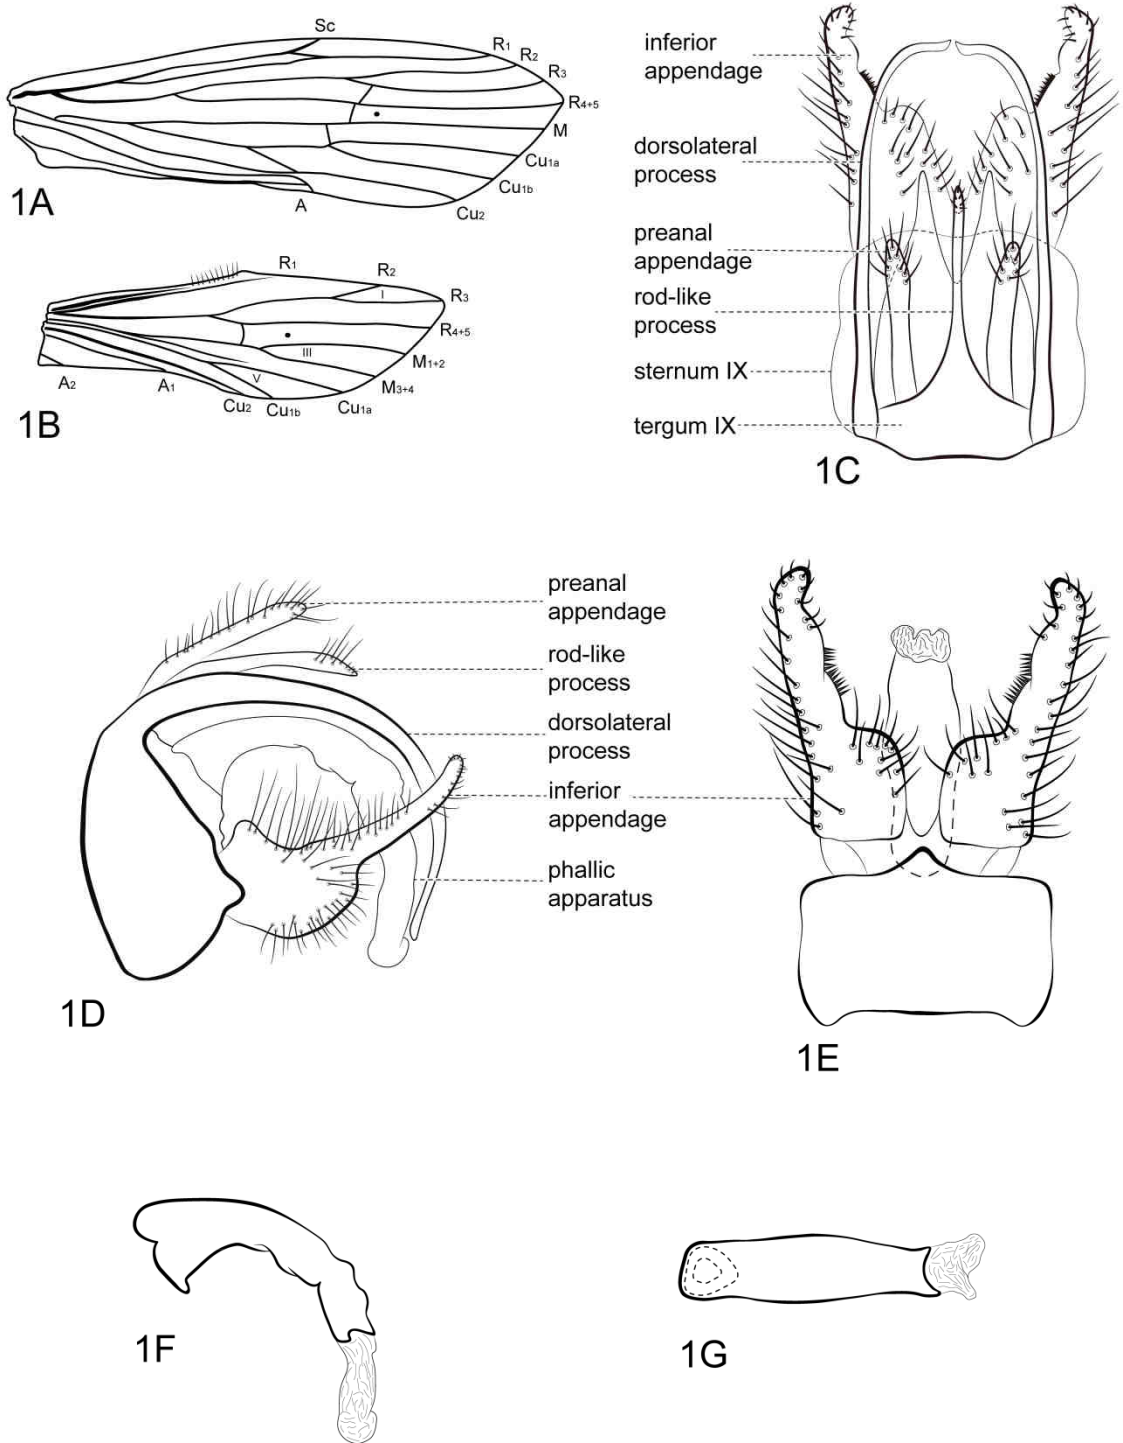 Sc
R1
R2
R3
R4+5
M
Cu1a
Cu1b
Cu2
A
1A
R1
R2
I
R3
R4+5
III
M1+2
V
M3+4
A2
A1
Cu2
Cu1b
Cu1a
1B
inferior
appendage
dorsolateral
process
preanal
appendage
rod-like
process
sternum IX
tergum IX
1C
preanal
appendage
rod-like
process
dorsolateral
process
inferior
appendage
phallic
apparatus
1D
1E
1F
1G